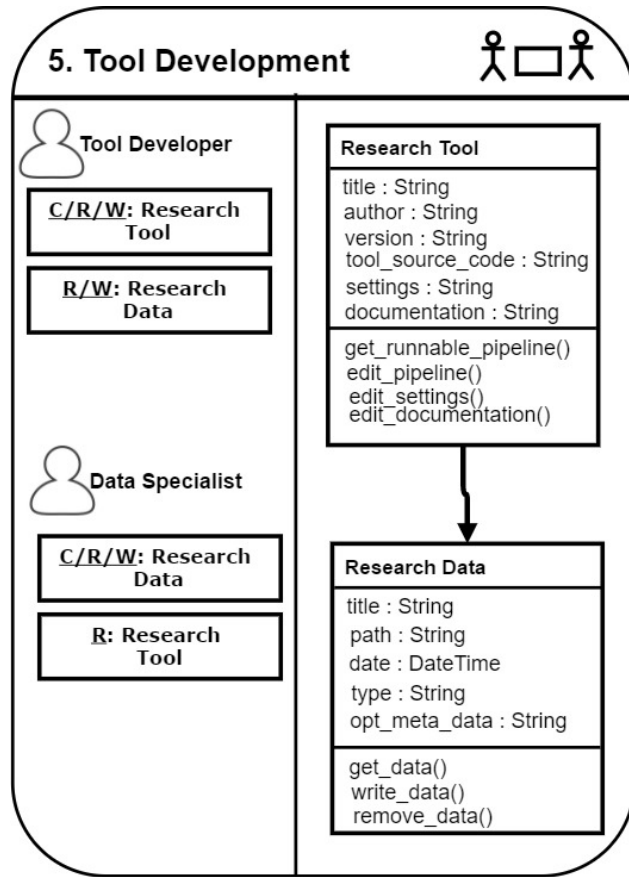 5. Tool Development
Tool Developer
C/R/W: Research
Tool
R/W: Research
Data
Data Specialist
C/R/W: Research
Data
R: Research
Tool
Research Tool
title : String
author : String
version : String
tool_source_code : String
settings : String
documentation : String
get_runnable_pipeline()
edit_pipeline()
edit_settings()
edit_documentation()
Research Data
title : String
path : String
date : DateTime
type : String
opt_meta_data : String
get_data()
write_data()
remove_data()